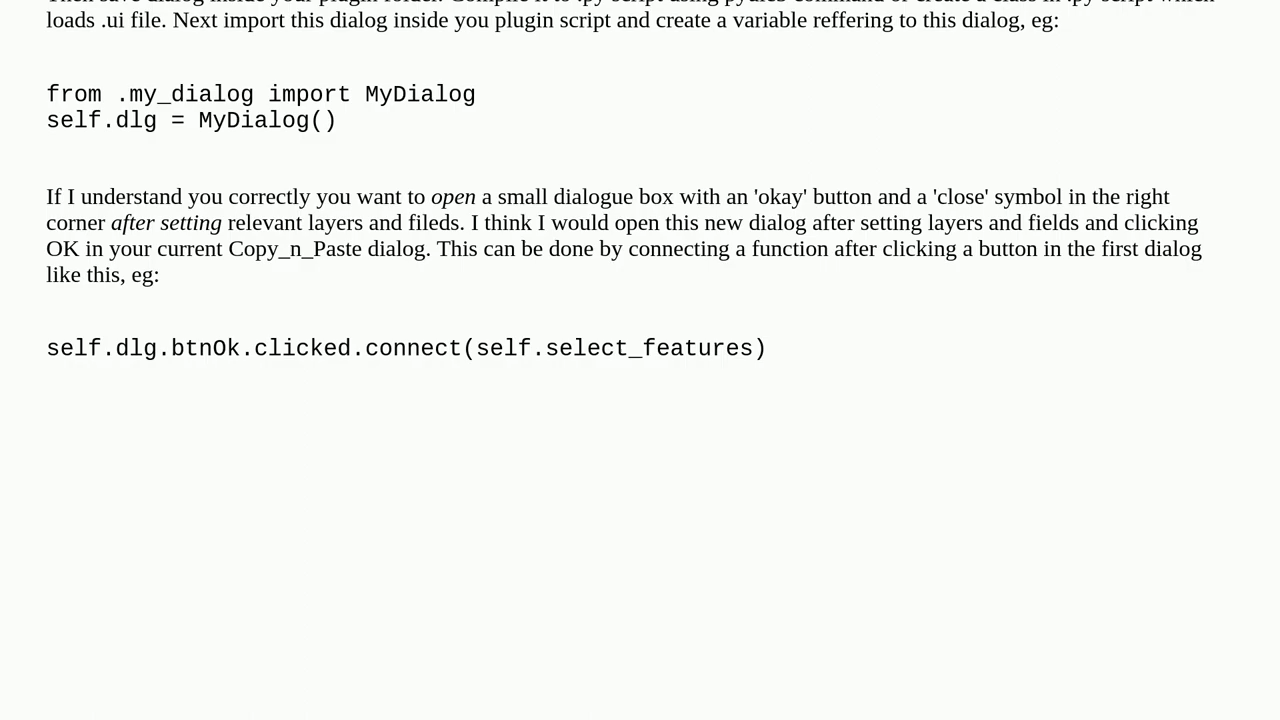 loads .ui file. Next import this dialog inside you plugin script and create a variable reffering to this dialog, eg:
from .my_dialog import MyDialog
self.dlg = MyDialog()
If I understand you correctly you want to open a small dialogue box with an 'okay' button and a 'close' symbol in the right
corner after setting relevant layers and fileds. I think I would open this new dialog after setting layers and fields and clicking
OK in your current Copy_n_Paste dialog. This can be done by connecting a function after clicking a button in the first dialog
like this, eg:
self.dlg.btnOk.clicked.connect(self.select_features)